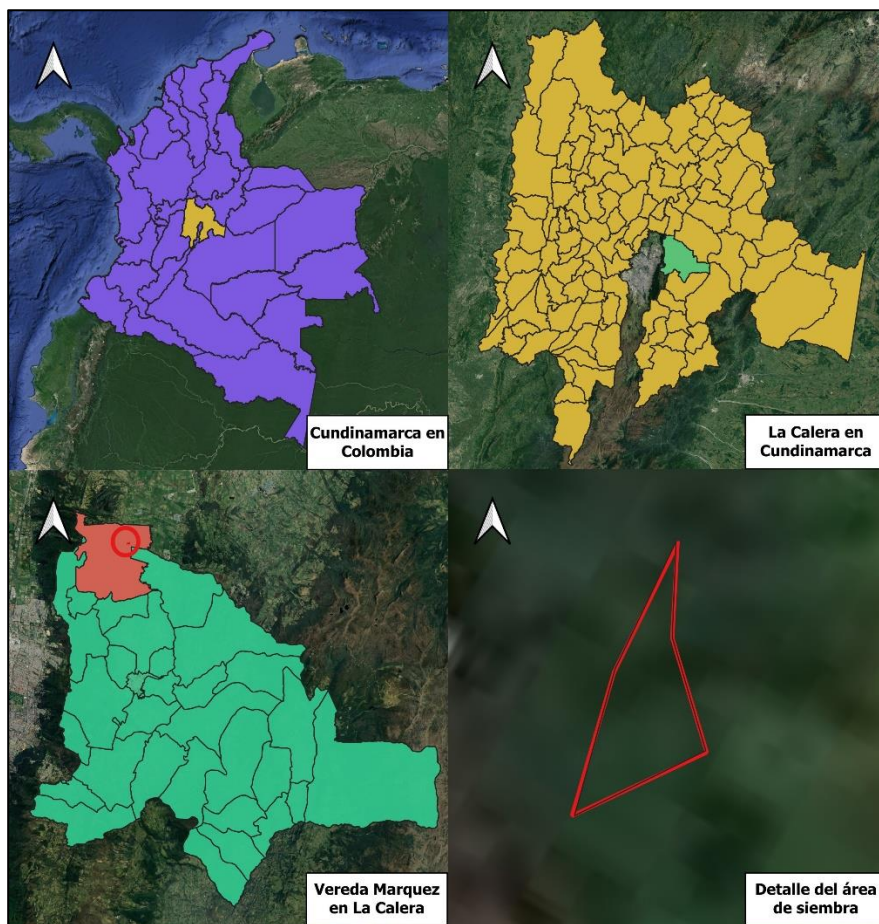 Cundinamarca en
Colombia
La Calera en
Cundinamarca
Vereda Marquez
en La Calera
Detalle del área
de siembra